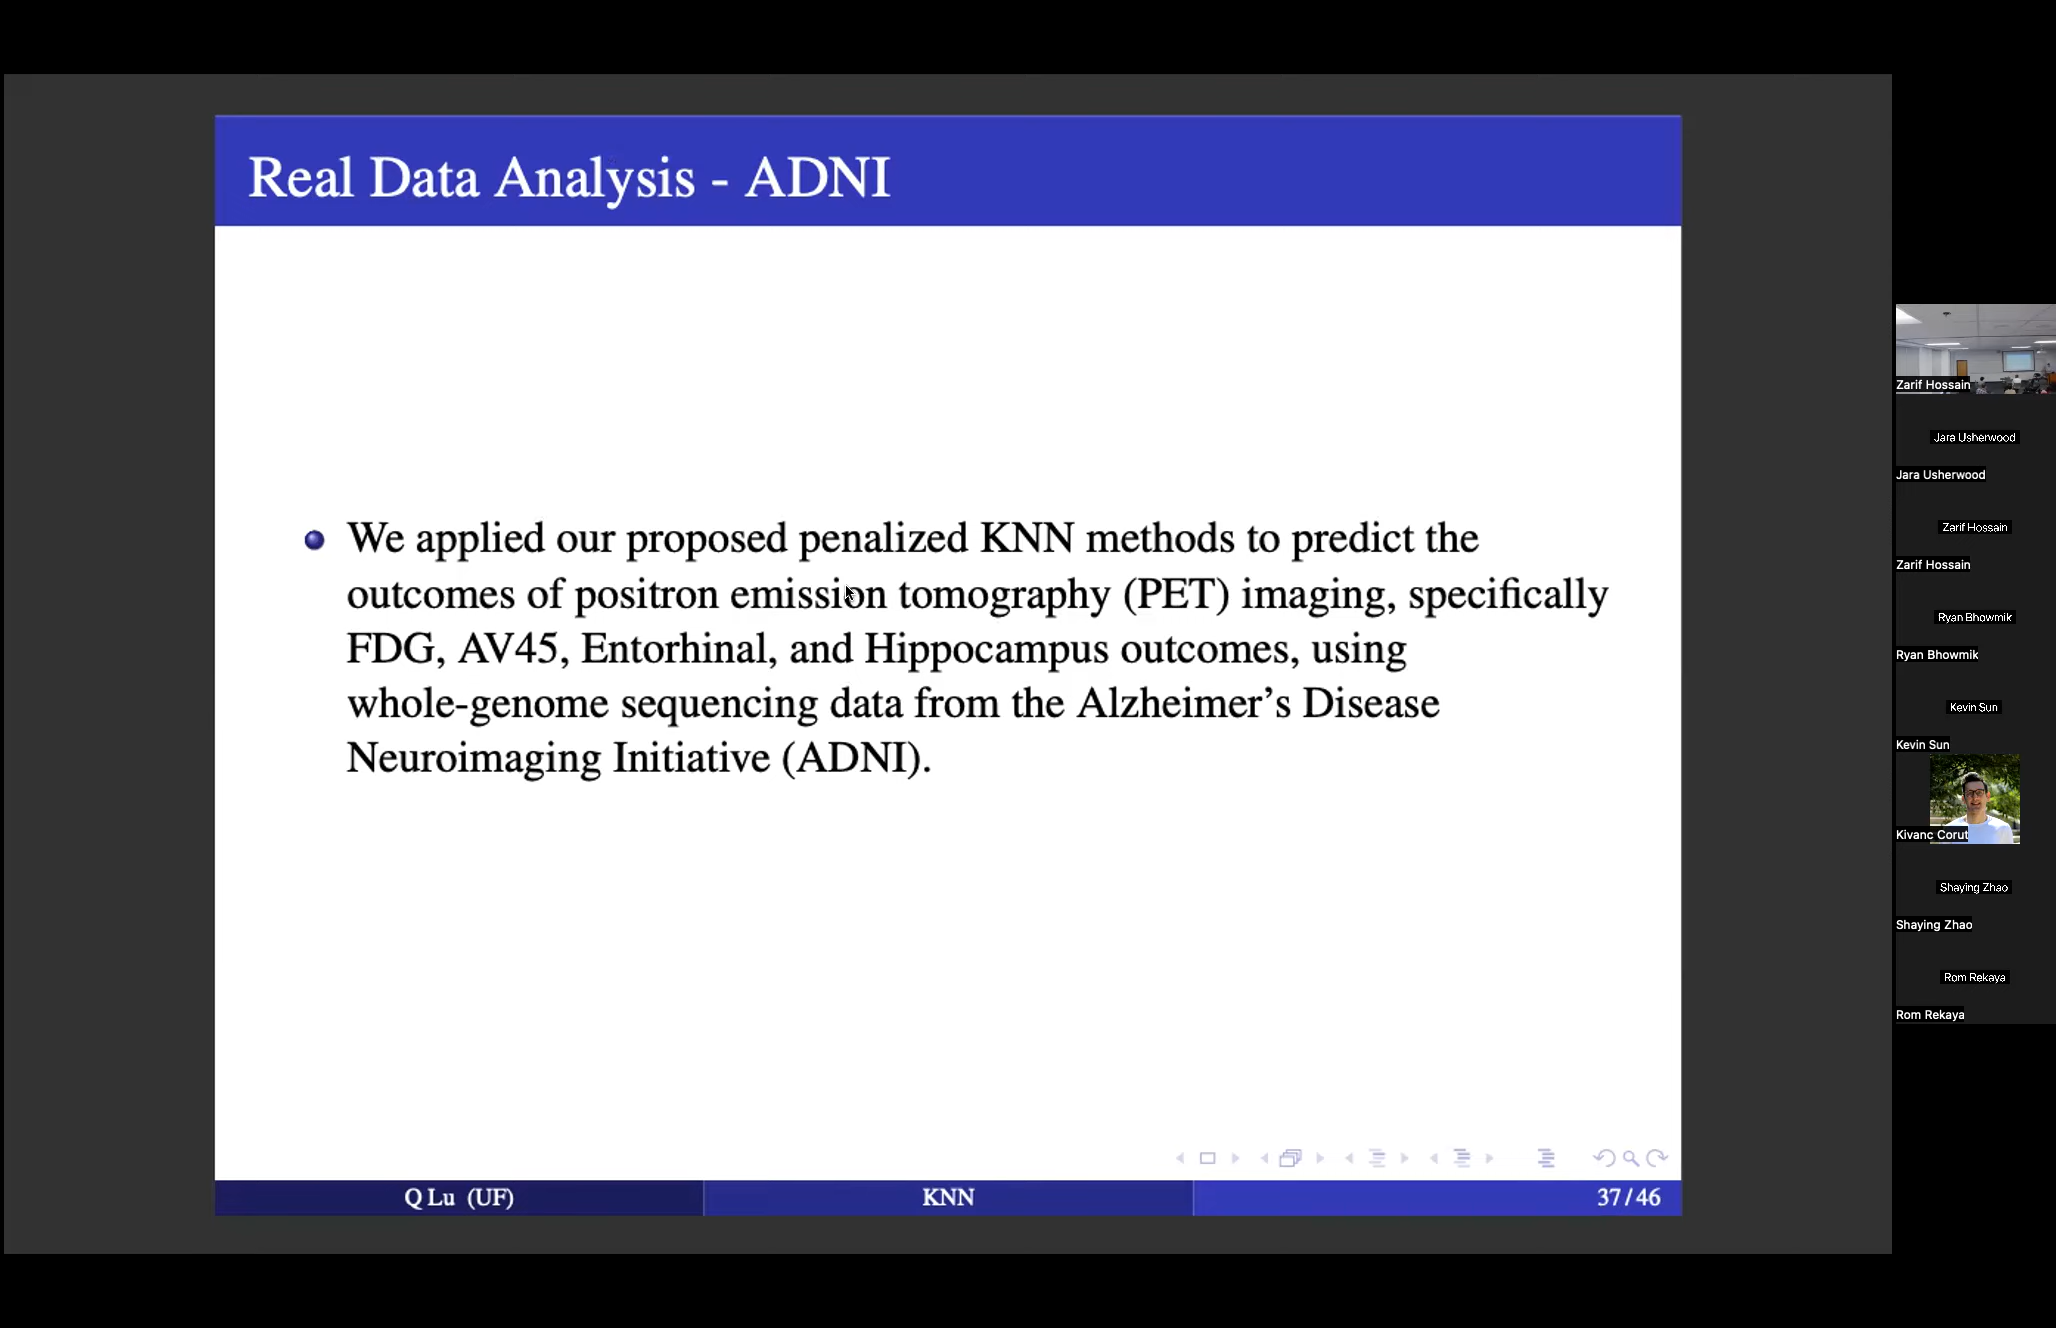 Real Data Analysis - ADNI
We applied our proposed penalized KNN methods to predict the
outcomes of positron emission tomography (PET) imaging, specifically
FDG, AV45, Entorhinal, and Hippocampus outcomes, using
whole-genome sequencing data from the Alzheimer's Disease
Neuroimaging Initiative (ADNI).
Q Lu (UF)
KNN
37 / 46
Zarif Hossain
Jara Usherwood
Jara Usherwood
Zarif Hossain
Zarif Hossain
Ryan Bhowmik
Ryan Bhowmik
Kevin Sun
Kevin Sun
Kivanc Corut
Shaying Zhao
Shaying Zhao
Rom Rekaya
Rom Rekaya